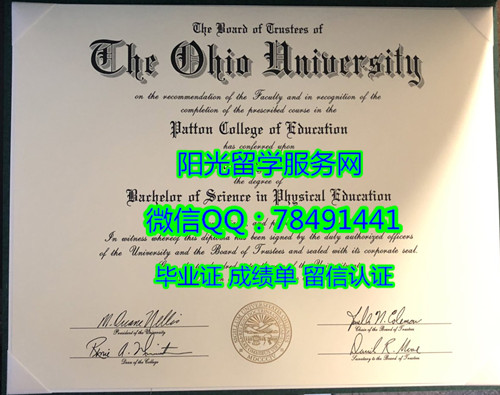 The Board of Trustees of
The Ohio University
on the recommendation of the Faculty and in recognition of the
completion of the prescribed course in the
Patton College of Education
has conferred upon
阳光留学服务网
the degree of
Bachelor of Science in Physical Education
微信QQ：78491441
In witness whereof this diploma has been signed by the duly authorized officers
of the University and the Board of Trustees and sealed with its corporate seal.
毕业证 成绩单 留信认证
President of the University
Chair of the Board of Trustees
Dean of the College
Secretary to the Board of Trustees